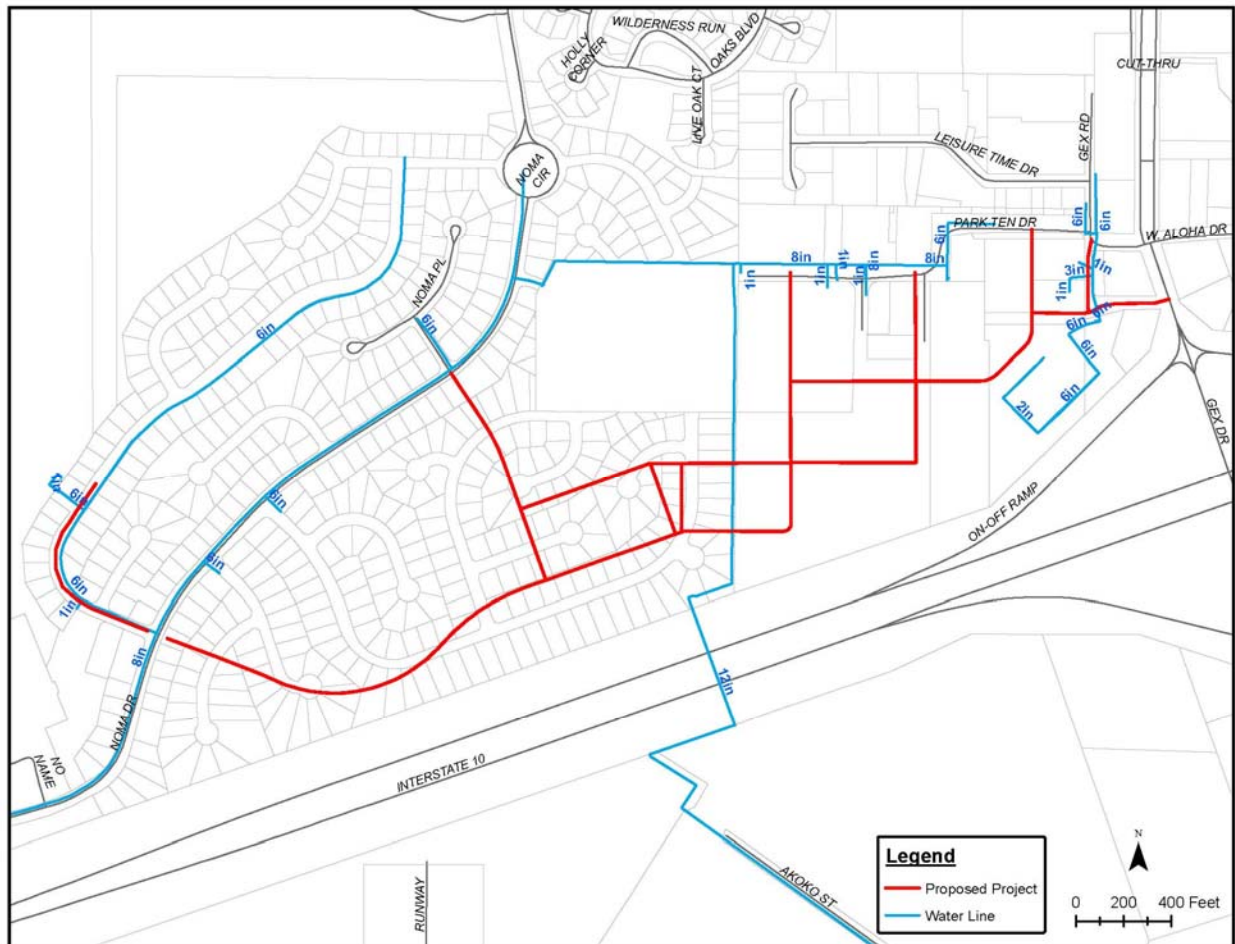 WILDERNESS RUN
OAKS BLVD
HOLLY
CORNER
LIVE OAK CT
CUT-THRU
GEX RD
LEISURE TIME DR
NOMA
CIR
PARK TEN DR
W. ALOHA DR
6in
6in
6in
8in
1in
8in
8in
1in
1in
1in
3in
1in
1in
NOMA PL
6in
6in
6in
6in
6in
6in
2in
GEX DR
ON-OFF RAMP
6in
6in
6in
6in
1in
8in
12in
NOMA DR
NO
NAME
INTERSTATE 10
RUNWAY
AKOKO ST
Legend
Proposed Project
Water Line
N
0 200 400 Feet